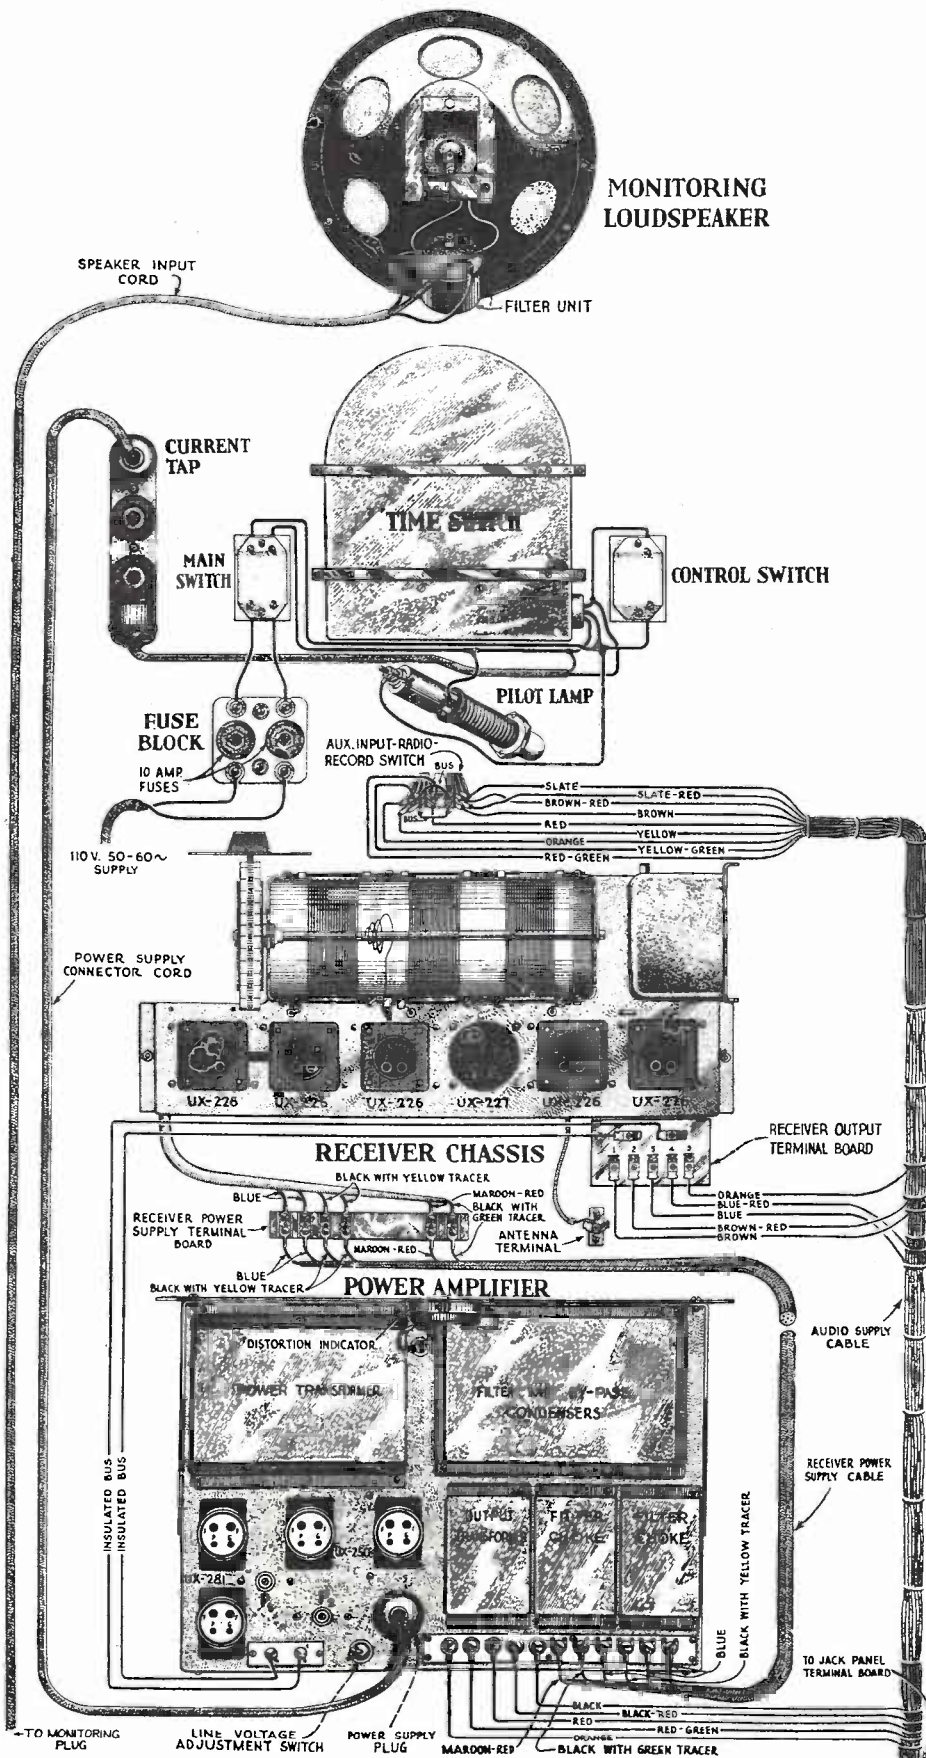 MONITORING
LOUDSPEAKER
SPEAKER INPUT
CORD
FILTER UNIT
CURRENT
TAP
TIME SWITCH
MAIN
SWITCH
CONTROL SWITCH
PILOT LAMP
FUSE
BLOCK
10 AMP.
FUSES
AUX. INPUT-RADIO-
RECORD SWITCH
BUS
BUS
SLATE
SLATE-RED
BROWN-RED
BROWN
RED
YELLOW
ORANGE
YELLOW-GREEN
RED-GREEN
110 V. 50-60~
SUPPLY
POWER SUPPLY
CONNECTOR CORD
UX-226
UX-226
UX-226
UY-227
UX-226
UX-226
RECEIVER CHASSIS
1 2 5 4 3
RECEIVER OUTPUT
TERMINAL BOARD
BLACK WITH YELLOW TRACER
BLUE
MAROON-RED
BLACK WITH
GREEN TRACER
RECEIVER POWER
SUPPLY TERMINAL
BOARD
MAROON-RED
ANTENNA
TERMINAL
ORANGE
BLUE-RED
BLUE
BROWN-RED
BROWN
BLUE
BLACK WITH YELLOW TRACER
POWER AMPLIFIER
AUDIO SUPPLY
CABLE
DISTORTION INDICATOR
POWER TRANSFORMER
FILTER AND BY-PASS
CONDENSERS
RECEIVER POWER
SUPPLY CABLE
INSULATED BUS
INSULATED BUS
OUTPUT
TRANSFORMER
FILTER
CHOKE
FILTER
CHOKE
UX-250
UX-281
BLUE
BLACK WITH YELLOW TRACER
TO JACK PANEL
TERMINAL BOARD
BLACK
BLACK-RED
RED
RED-GREEN
ORANGE
TO MONITORING
PLUG
LINE VOLTAGE
ADJUSTMENT SWITCH
POWER SUPPLY
PLUG
MAROON-RED
BLACK WITH GREEN TRACER